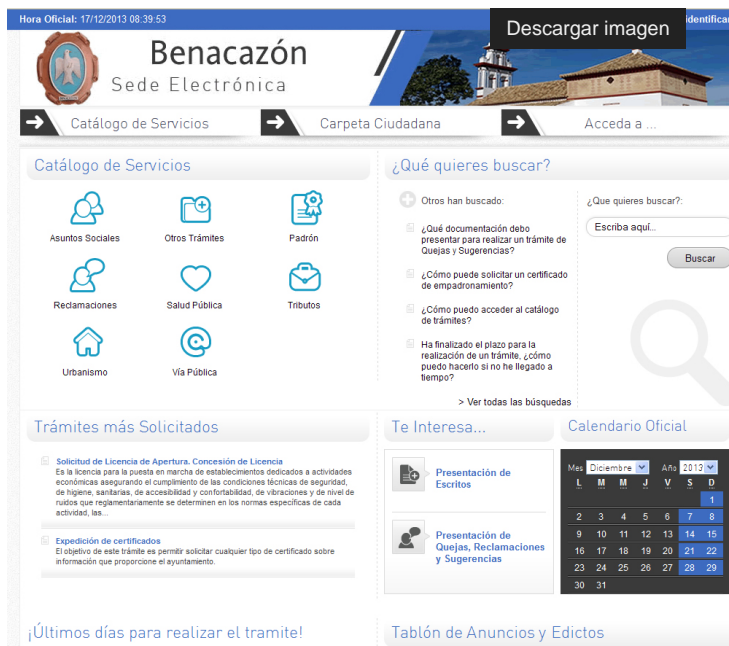 Hora Oficial: 17/12/2013 08:39:53
Identificar
Descargar imagen
Benacazón
Sede Electrónica
Catálogo de Servicios
Carpeta Ciudadana
Acceda a ...
Catálogo de Servicios
Asuntos Sociales
Otros Trámites
Padrón
Reclamaciones
Salud Pública
Tributos
Urbanismo
Vía Pública
¿Qué quieres buscar?
Otros han buscado:
¿Qué documentación debo
presentar para realizar un trámite de
Quejas y Sugerencias?
¿Cómo puede solicitar un certificado
de empadronamiento?
¿Cómo puedo acceder al catálogo
de trámites?
Ha finalizado el plazo para la
realización de un trámite, ¿cómo
puedo hacerlo si no he llegado a
tiempo?
> Ver todas las búsquedas
¿Que quieres buscar?:
Escriba aquí...
Buscar
Trámites más Solicitados
Solicitud de Licencia de Apertura. Concesión de Licencia
Es la licencia para la puesta en marcha de establecimientos dedicados a actividades
económicas asegurando el cumplimiento de las condiciones técnicas de seguridad,
de higiene, sanitarias, de accesibilidad y confortabilidad, de vibraciones y de nivel de
ruidos que reglamentariamente se determinen en los normas específicas de cada
actividad, las...
Expedición de certificados
El objetivo de este trámite es permitir solicitar cualquier tipo de certificado sobre
información que proporcione el ayuntamiento.
Te Interesa...
Presentación de
Escritos
Presentación de
Quejas, Reclamaciones
y Sugerencias
Calendario Oficial
Mes Diciembre Año 2013
L M M J V S D
1
2 3 4 5 6 7 8
9 10 11 12 13 14 15
16 17 18 19 20 21 22
23 24 25 26 27 28 29
30 31
¡Últimos días para realizar el tramite!
Tablón de Anuncios y Edictos